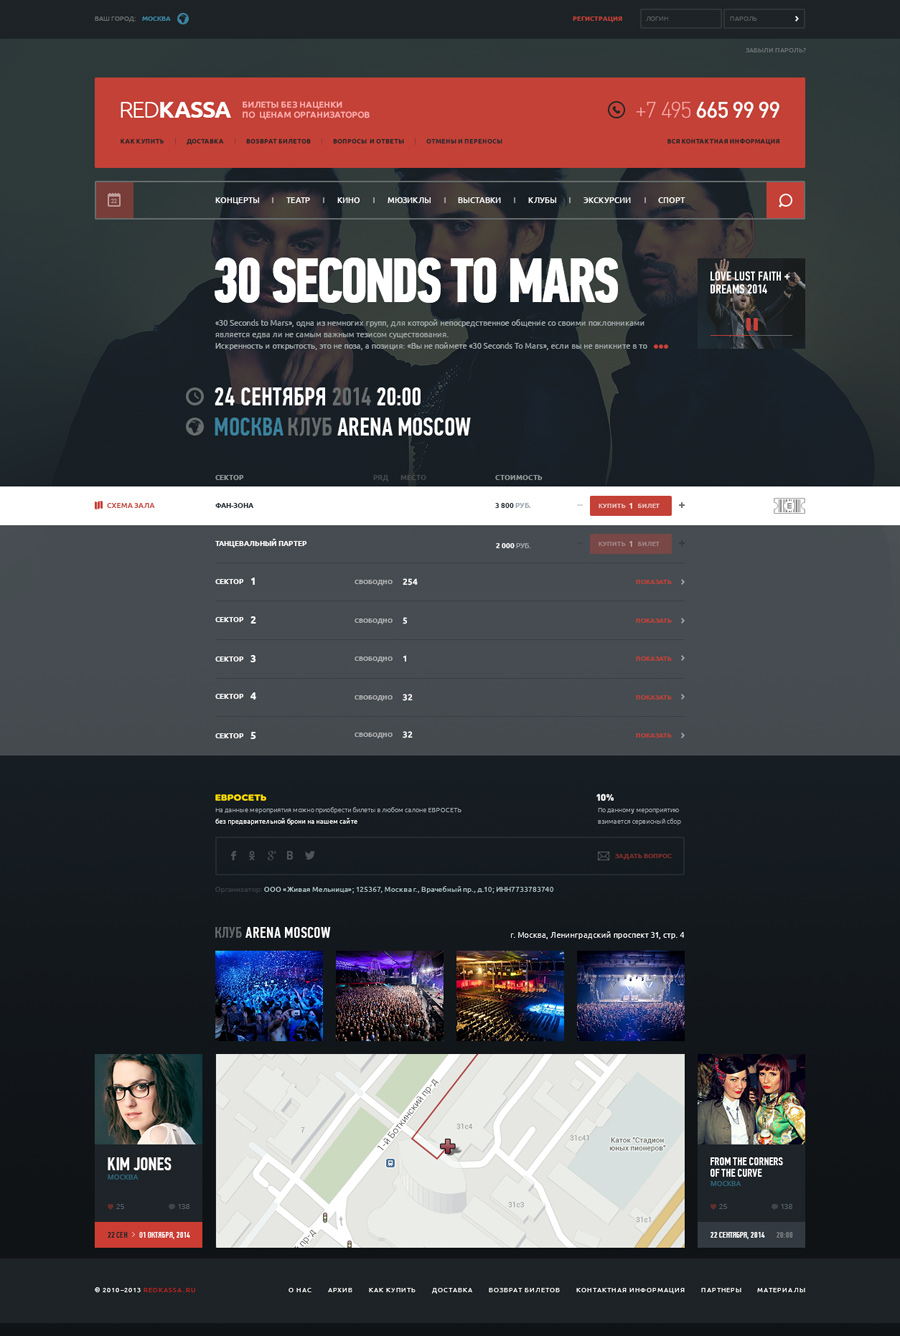 ВАШ ГОРОД: МОСКВА
РЕГИСТРАЦИЯ
ЛОГИН
ПАРОЛЬ
ЗАБЫЛИ ПАРОЛЬ?
REDKASSA
БИЛЕТЫ БЕЗ НАЦЕНКИ
ПО ЦЕНАМ ОРГАНИЗАТОРОВ
+7 495 665 99 99
КАК КУПИТЬ | ДОСТАВКА | ВОЗВРАТ БИЛЕТОВ | ВОПРОСЫ И ОТВЕТЫ | ОТМЕНЫ И ПЕРЕНОСЫ
ВСЯ КОНТАКТНАЯ ИНФОРМАЦИЯ
22
КОНЦЕРТЫ | ТЕАТР | КИНО | МЮЗИКЛЫ | ВЫСТАВКИ | КЛУБЫ | ЭКСКУРСИИ | СПОРТ
30 SECONDS TO MARS
«30 Seconds to Mars», одна из немногих групп, для которой непосредственное общение со своими поклонниками
является едва ли не самым важным тезисом существования.
Искренность и открытость, это не поза, а позиция: «Вы не поймете «30 Seconds To Mars», если вы не вникните в то
LOVE LUST FAITH +
DREAMS 2014
24 СЕНТЯБРЯ 2014 20:00
МОСКВА КЛУБ ARENA MOSCOW
СЕКТОР РЯД МЕСТО СТОИМОСТЬ
СХЕМА ЗАЛА
ФАН-ЗОНА 3 800 РУБ. − КУПИТЬ 1 БИЛЕТ +
ТАНЦЕВАЛЬНЫЙ ПАРТЕР 2 000 РУБ. − КУПИТЬ 1 БИЛЕТ +
СЕКТОР 1 СВОБОДНО 254 ПОКАЗАТЬ
СЕКТОР 2 СВОБОДНО 5 ПОКАЗАТЬ
СЕКТОР 3 СВОБОДНО 1 ПОКАЗАТЬ
СЕКТОР 4 СВОБОДНО 32 ПОКАЗАТЬ
СЕКТОР 5 СВОБОДНО 32 ПОКАЗАТЬ
ЕВРОСЕТЬ
На данные мероприятия можно приобрести билеты в любом салоне ЕВРОСЕТЬ
без предварительной брони на нашем сайте
10%
По данному мероприятию
взимается сервисный сбор
ЗАДАТЬ ВОПРОС
Организатор: ООО «Живая Мельница»; 125367, Москва г., Врачебный пр., д.10; ИНН7733783740
КЛУБ ARENA MOSCOW
г. Москва, Ленинградский проспект 31, стр. 4
KIM JONES
МОСКВА
25 138
22 СЕН > 01 ОКТЯБРЯ, 2014
1-й Боткинский пр-д
7
31с4
31с47
Каток "Стадион
юных пионеров"
31с3
31с1
й пр-д
FROM THE CORNERS
OF THE CURVE
МОСКВА
25 138
22 СЕНТЯБРЯ, 2014 20:00
© 2010–2013 REDKASSA.RU
О НАС АРХИВ КАК КУПИТЬ ДОСТАВКА ВОЗВРАТ БИЛЕТОВ КОНТАКТНАЯ ИНФОРМАЦИЯ ПАРТНЕРЫ МАТЕРИАЛЫ